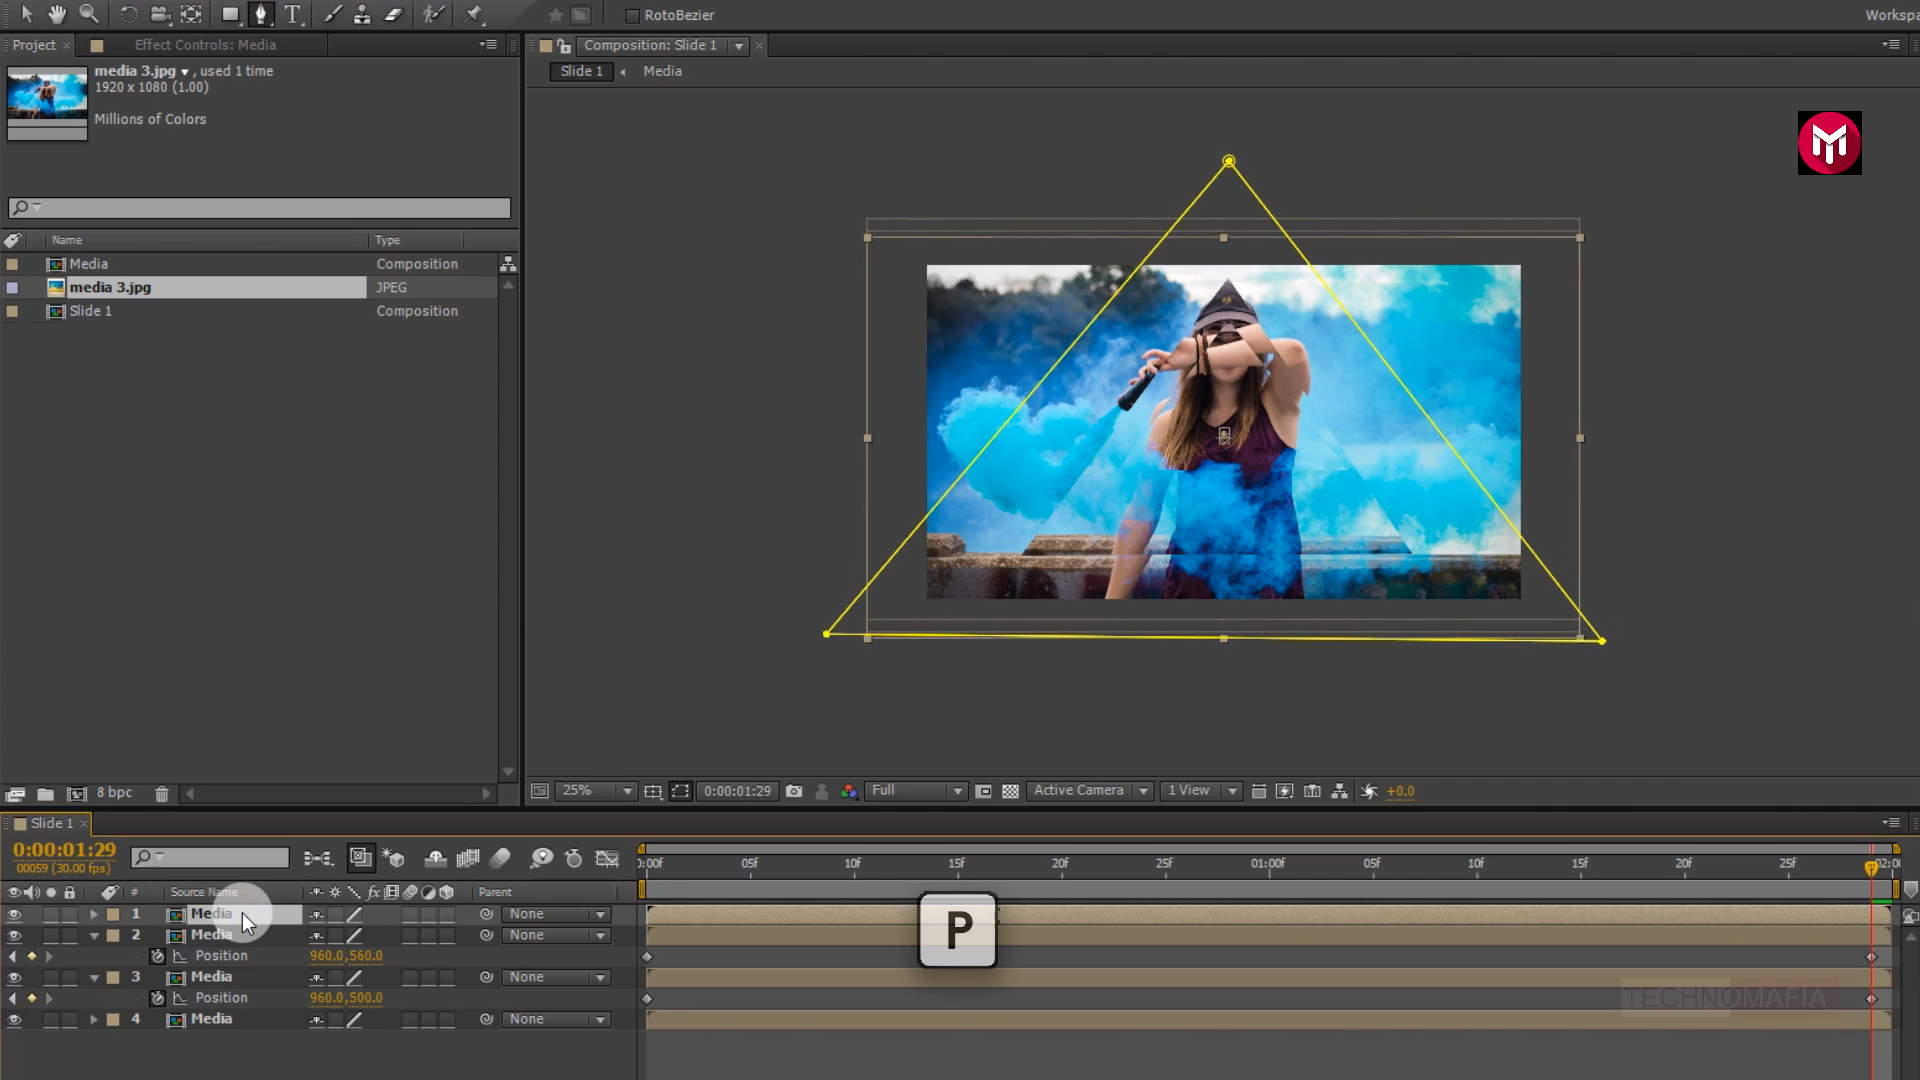 RotoBezier
Workspa
Project
Effect Controls: Media
Composition: Slide 1
media 3.jpg , used 1 time
1920 x 1080 (1.00)
Millions of Colors
Slide 1
Media
Name
Type
Media
Composition
media 3.jpg
JPEG
Slide 1
Composition
8 bpc
25%
0:00:01:29
Full
Active Camera
1 View
+0.0
Slide 1
0:00:01:29
00059 (30.00 fps)
0:00f
05f
10f
15f
20f
25f
01:00f
05f
10f
15f
20f
25f
02:00
#
Source Name
fx
Parent
1
Media
None
2
Media
None
Position
960.0,560.0
3
Media
None
Position
960.0,500.0
4
Media
None
P
TECHNOMAFIA